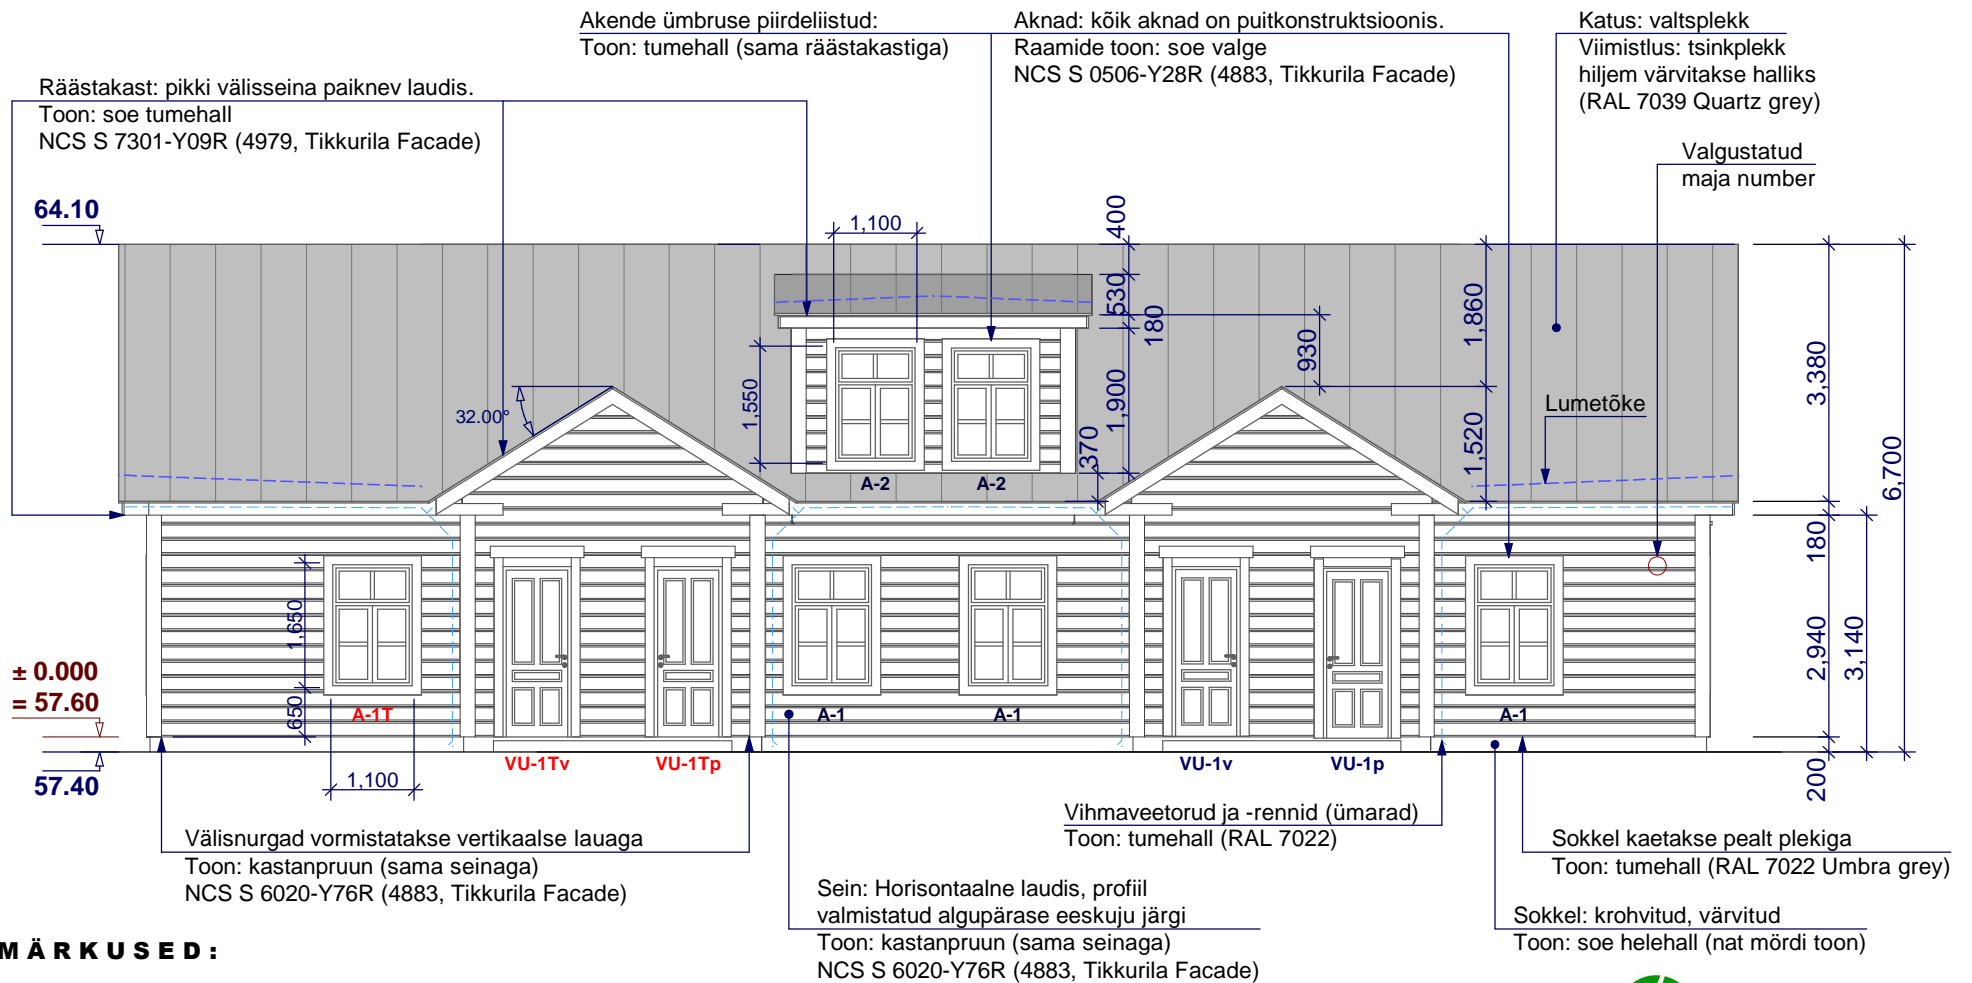 Akende ümbruse piirdeliistud:
Toon: tumehall (sama räästakastiga)
Aknad: kõik aknad on puitkonstruktsioonis.
Raamide toon: soe valge
NCS S 0506-Y28R (4883, Tikkurila Facade)
Katus: valtsplekk
Viimistlus: tsinkplekk
hiljem värvitakse halliks
(RAL 7039 Quartz grey)
Räästakast: pikki välisseina paiknev laudis.
Toon: soe tumehall
NCS S 7301-Y09R (4979, Tikkurila Facade)
Valgustatud
maja number
64.10
1,100
400
530
180
930
1,860
3,380
6,700
1,550
1,900
370
32.00°
1,520
Lumetõke
A-2
A-2
1,650
650
180
2,940
3,140
200
± 0.000
= 57.60
57.40
A-1T
A-1
A-1
A-1
VU-1Tv
VU-1Tp
VU-1v
VU-1p
1,100
Välisnurgad vormistatakse vertikaalse lauaga
Toon: kastanpruun (sama seinaga)
NCS S 6020-Y76R (4883, Tikkurila Facade)
Vihmaveetorud ja -rennid (ümarad)
Toon: tumehall (RAL 7022)
Sokkel kaetakse pealt plekiga
Toon: tumehall (RAL 7022 Umbra grey)
Sein: Horisontaalne laudis, profiil
valmistatud algupärase eeskuju järgi
Toon: kastanpruun (sama seinaga)
NCS S 6020-Y76R (4883, Tikkurila Facade)
Sokkel: krohvitud, värvitud
Toon: soe helehall (nat mördi toon)
MÄRKUSED: